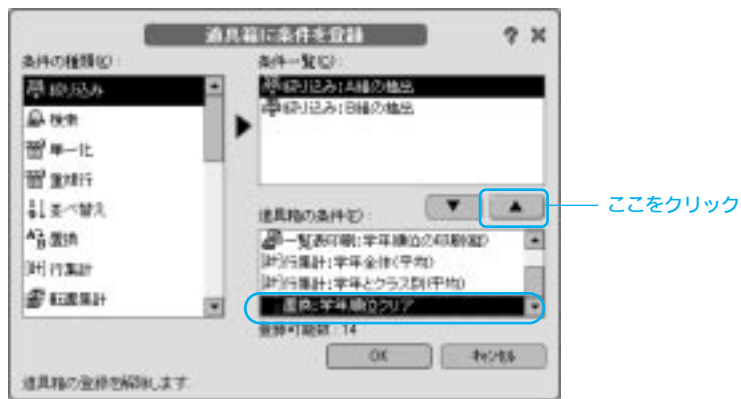 道具箱に条件を登録
条件の種類(K):
絞り込み
検索
単一化
重複行
並べ替え
置換
行集計
転置集計
条件一覧(C):
絞り込み:A組の抽出
絞り込み:B組の抽出
▼
▲
ここをクリック
道具箱の条件(E):
一覧表印刷:学年順位の印刷(縦)
行集計:学年全体(平均)
行集計:学年とクラス別(平均)
置換:学年順位クリア
登録可能数:14
OK
キャンセル
道具箱の登録を解除します